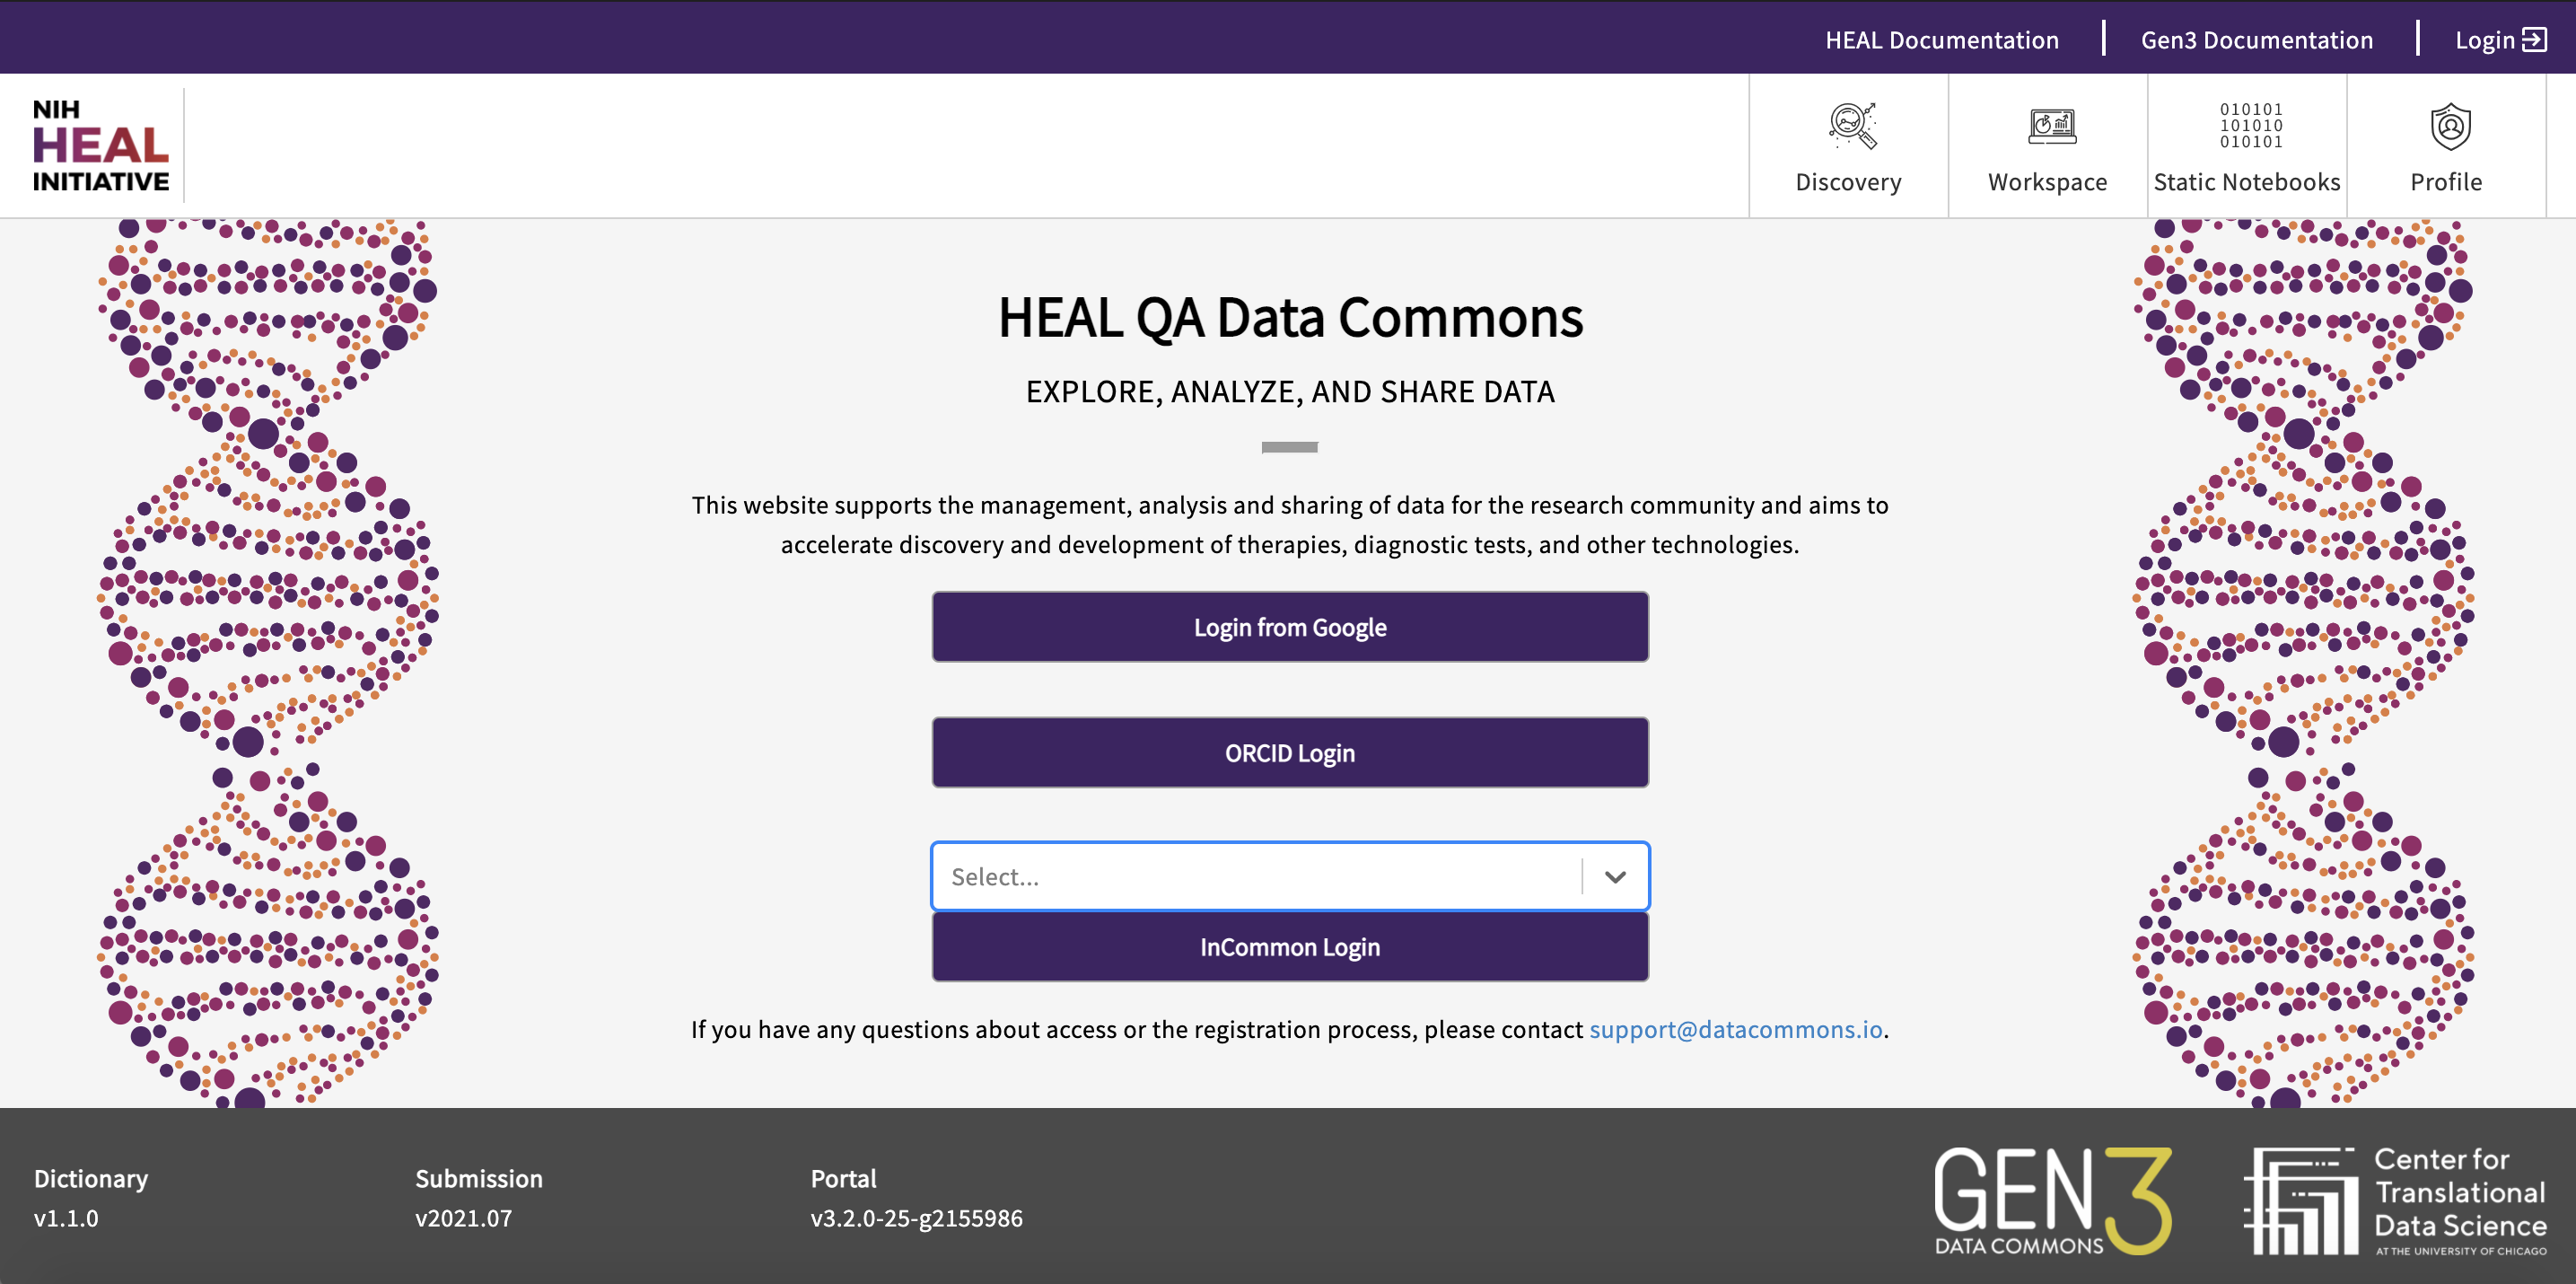 HEAL Documentation
Gen3 Documentation
Login
NIH
HEAL
INITIATIVE
010101
101010
010101
Discovery
Workspace
Static Notebooks
Profile
HEAL QA Data Commons
EXPLORE, ANALYZE, AND SHARE DATA
This website supports the management, analysis and sharing of data for the research community and aims to
accelerate discovery and development of therapies, diagnostic tests, and other technologies.
Login from Google
ORCID Login
Select...
InCommon Login
If you have any questions about access or the registration process, please contact support@datacommons.io.
Dictionary
v1.1.0
Submission
v2021.07
Portal
v3.2.0-25-g2155986
GEN3
DATA COMMONS
Center for
Translational
Data Science
AT THE UNIVERSITY OF CHICAGO